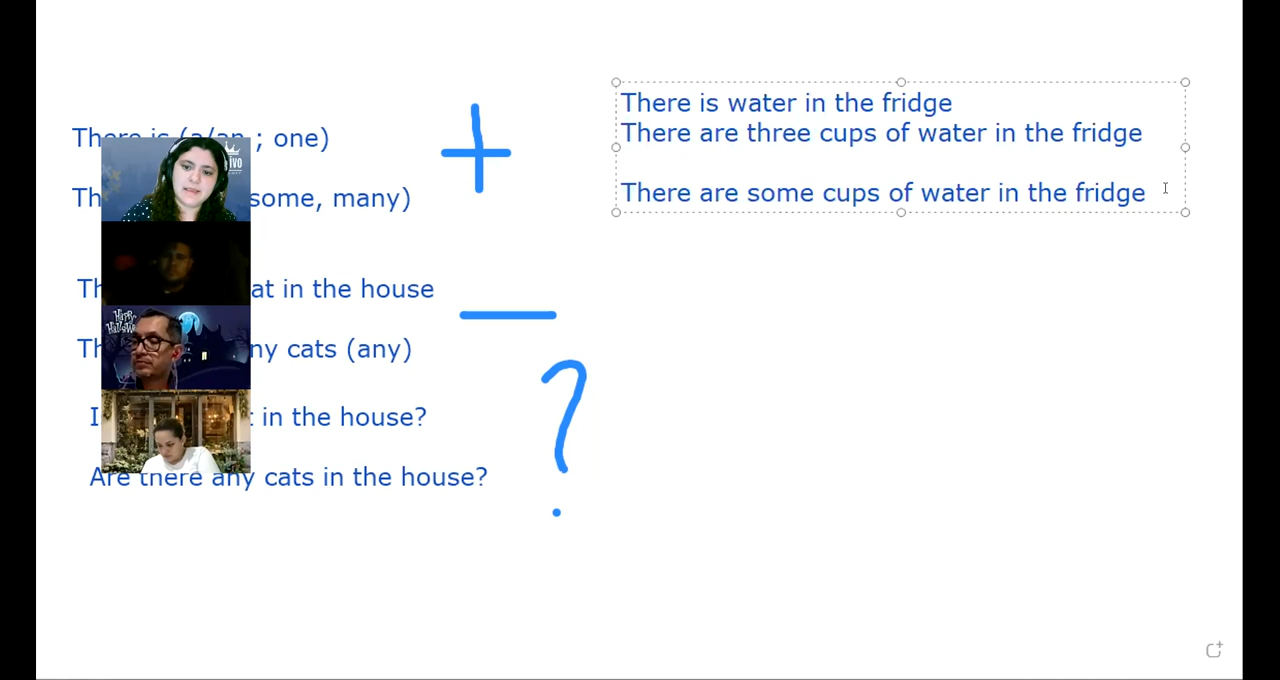 There is (a/an ; one)
some, many)
at in the house
ny cats (any)
in the house?
Are there any cats in the house?
+
—
?
There is water in the fridge
There are three cups of water in the fridge
There are some cups of water in the fridge
Happy